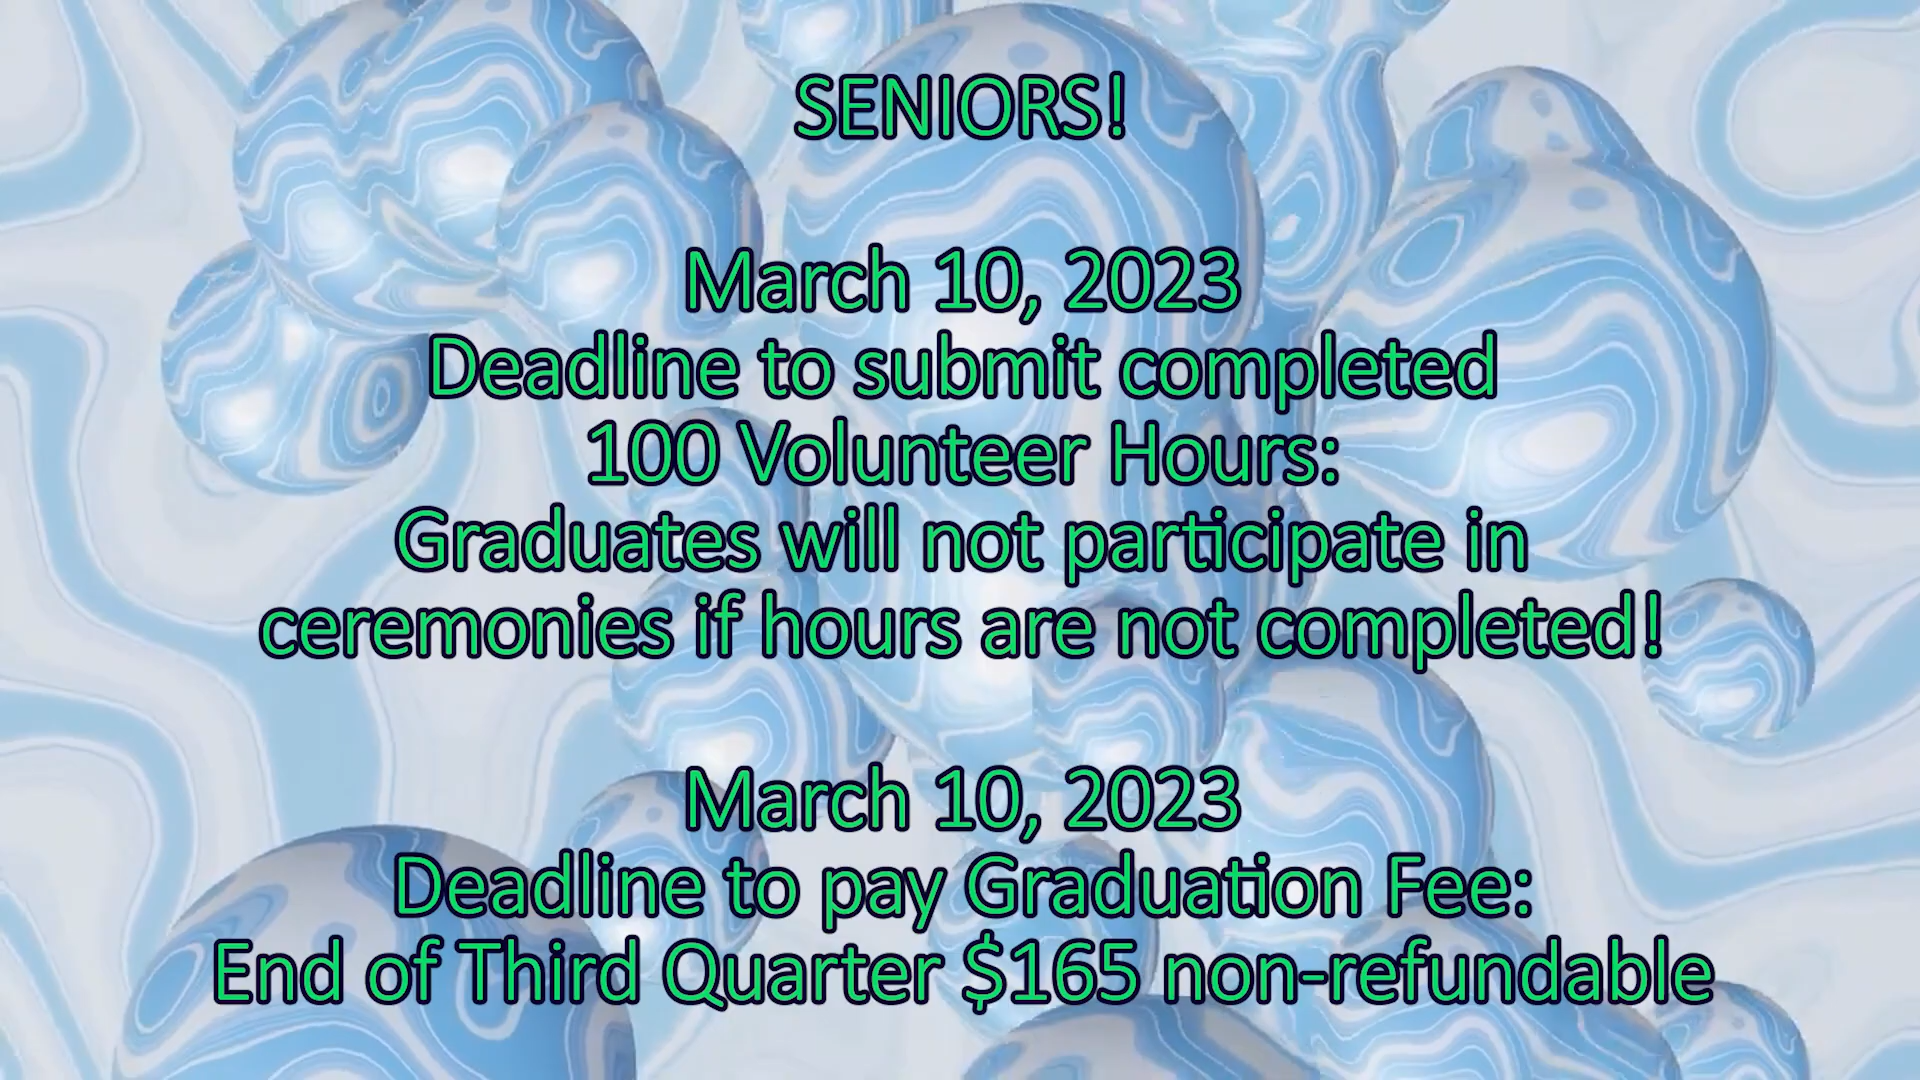 SENIORS!
March 10, 2023
Deadline to submit completed
100 Volunteer Hours:
Graduates will not participate in
ceremonies if hours are not completed!
March 10, 2023
Deadline to pay Graduation Fee:
End of Third Quarter $165 non-refundable